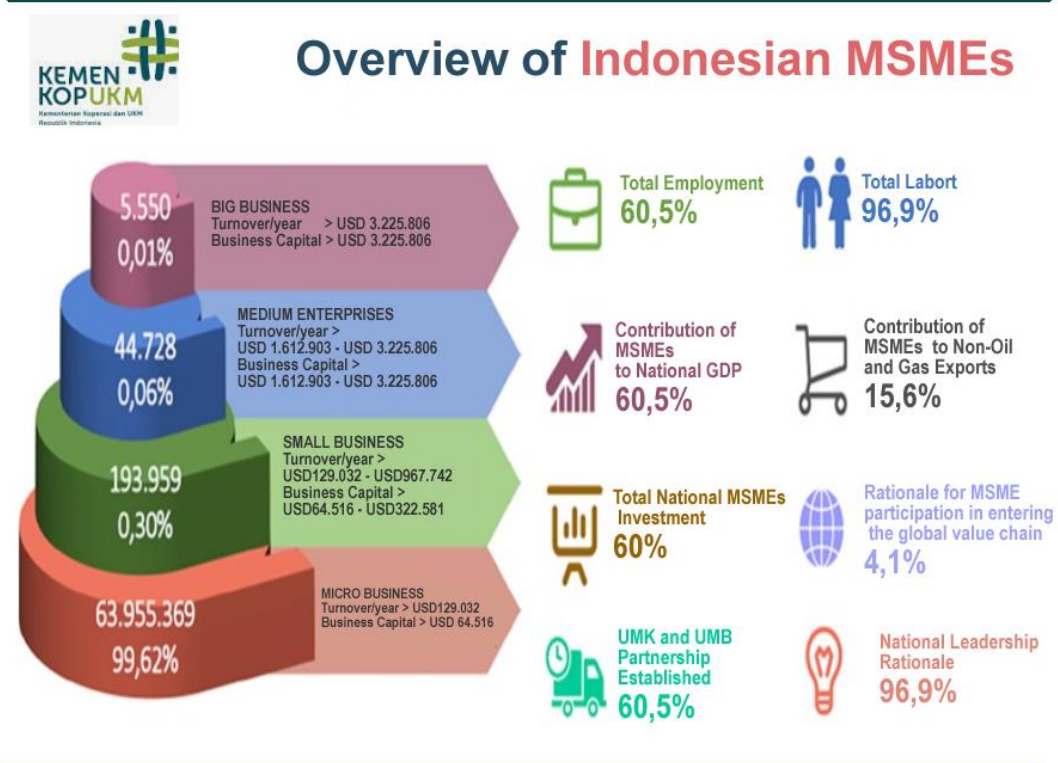 KEMEN
KOPUKM
Kementerian Koperasi dan UKM
Republik Indonesia
Overview of Indonesian MSMEs
5.550
0,01%
BIG BUSINESS
Turnover/year > USD 3.225.806
Business Capital > USD 3.225.806
44.728
0,06%
MEDIUM ENTERPRISES
Turnover/year >
USD 1.612.903 - USD 3.225.806
Business Capital >
USD 1.612.903 - USD 3.225.806
193.959
0,30%
SMALL BUSINESS
Turnover/year >
USD129.032 - USD967.742
Business Capital >
USD64.516 - USD322.581
63.955.369
99,62%
MICRO BUSINESS
Turnover/year > USD129.032
Business Capital > USD 64.516
Total Employment
60,5%
Total Labort
96,9%
Contribution of
MSMEs
to National GDP
60,5%
Contribution of
MSMEs to Non-Oil
and Gas Exports
15,6%
Total National MSMEs
Investment
60%
Rationale for MSME
participation in entering
the global value chain
4,1%
UMK and UMB
Partnership
Established
60,5%
National Leadership
Rationale
96,9%